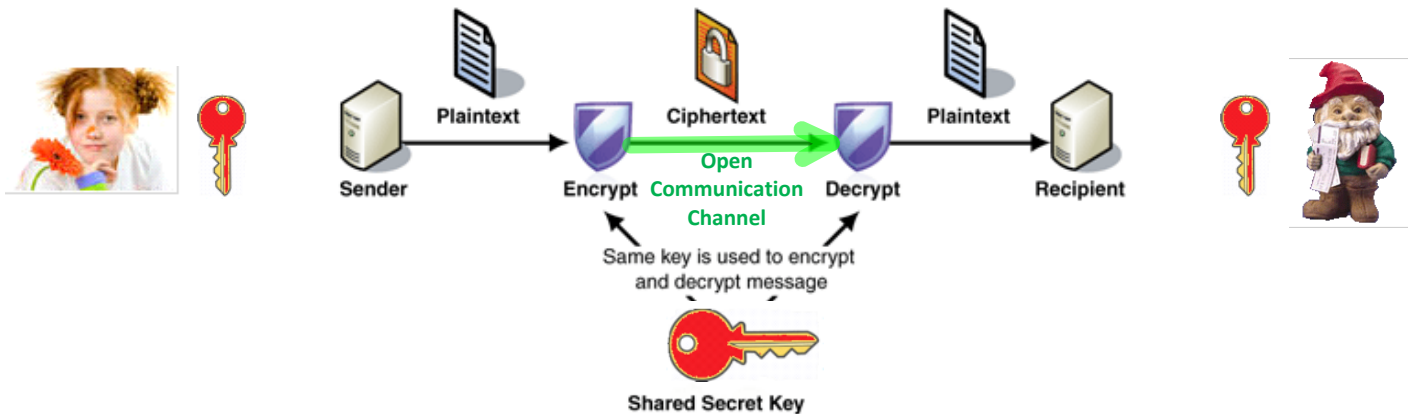 Plaintext
Ciphertext
Plaintext
Sender
Encrypt
Open
Communication
Channel
Decrypt
Recipient
Same key is used to encrypt
and decrypt message
Shared Secret Key